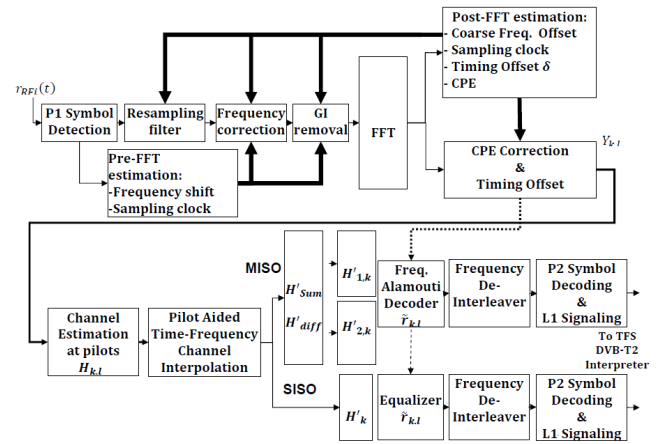 Post-FFT estimation:
- Coarse Freq. Offset
- Sampling clock
- Timing Offset δ
- CPE
r_RFl(t)
P1 Symbol
Detection
Resampling
filter
Frequency
correction
GI
removal
FFT
Pre-FFT
estimation:
-Frequency shift
-Sampling clock
CPE Correction
&
Timing Offset
Y_k.l
MISO
H'_Sum
H'_diff
H'_1,k
H'_2,k
Freq.
Alamouti
Decoder
r̃_k.l
Frequency
De-
Interleaver
P2 Symbol
Decoding
&
L1 Signaling
Channel
Estimation
at pilots
H_k.l
Pilot Aided
Time-Frequency
Channel
Interpolation
To TFS
DVB-T2
Interpreter
SISO
H'_k
Equalizer
r̃_k.l
Frequency
De-
Interleaver
P2 Symbol
Decoding
&
L1 Signaling